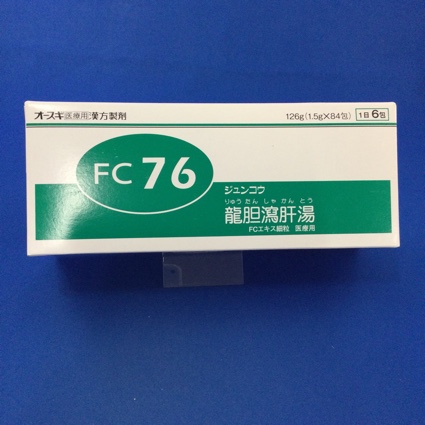 オースギ医療用漢方製剤
126g(1.5g×84包) 1日6包
FC 76
ジュンコウ
りゅう たん しゃ かん とう
龍胆瀉肝湯
FCエキス細粒 医療用